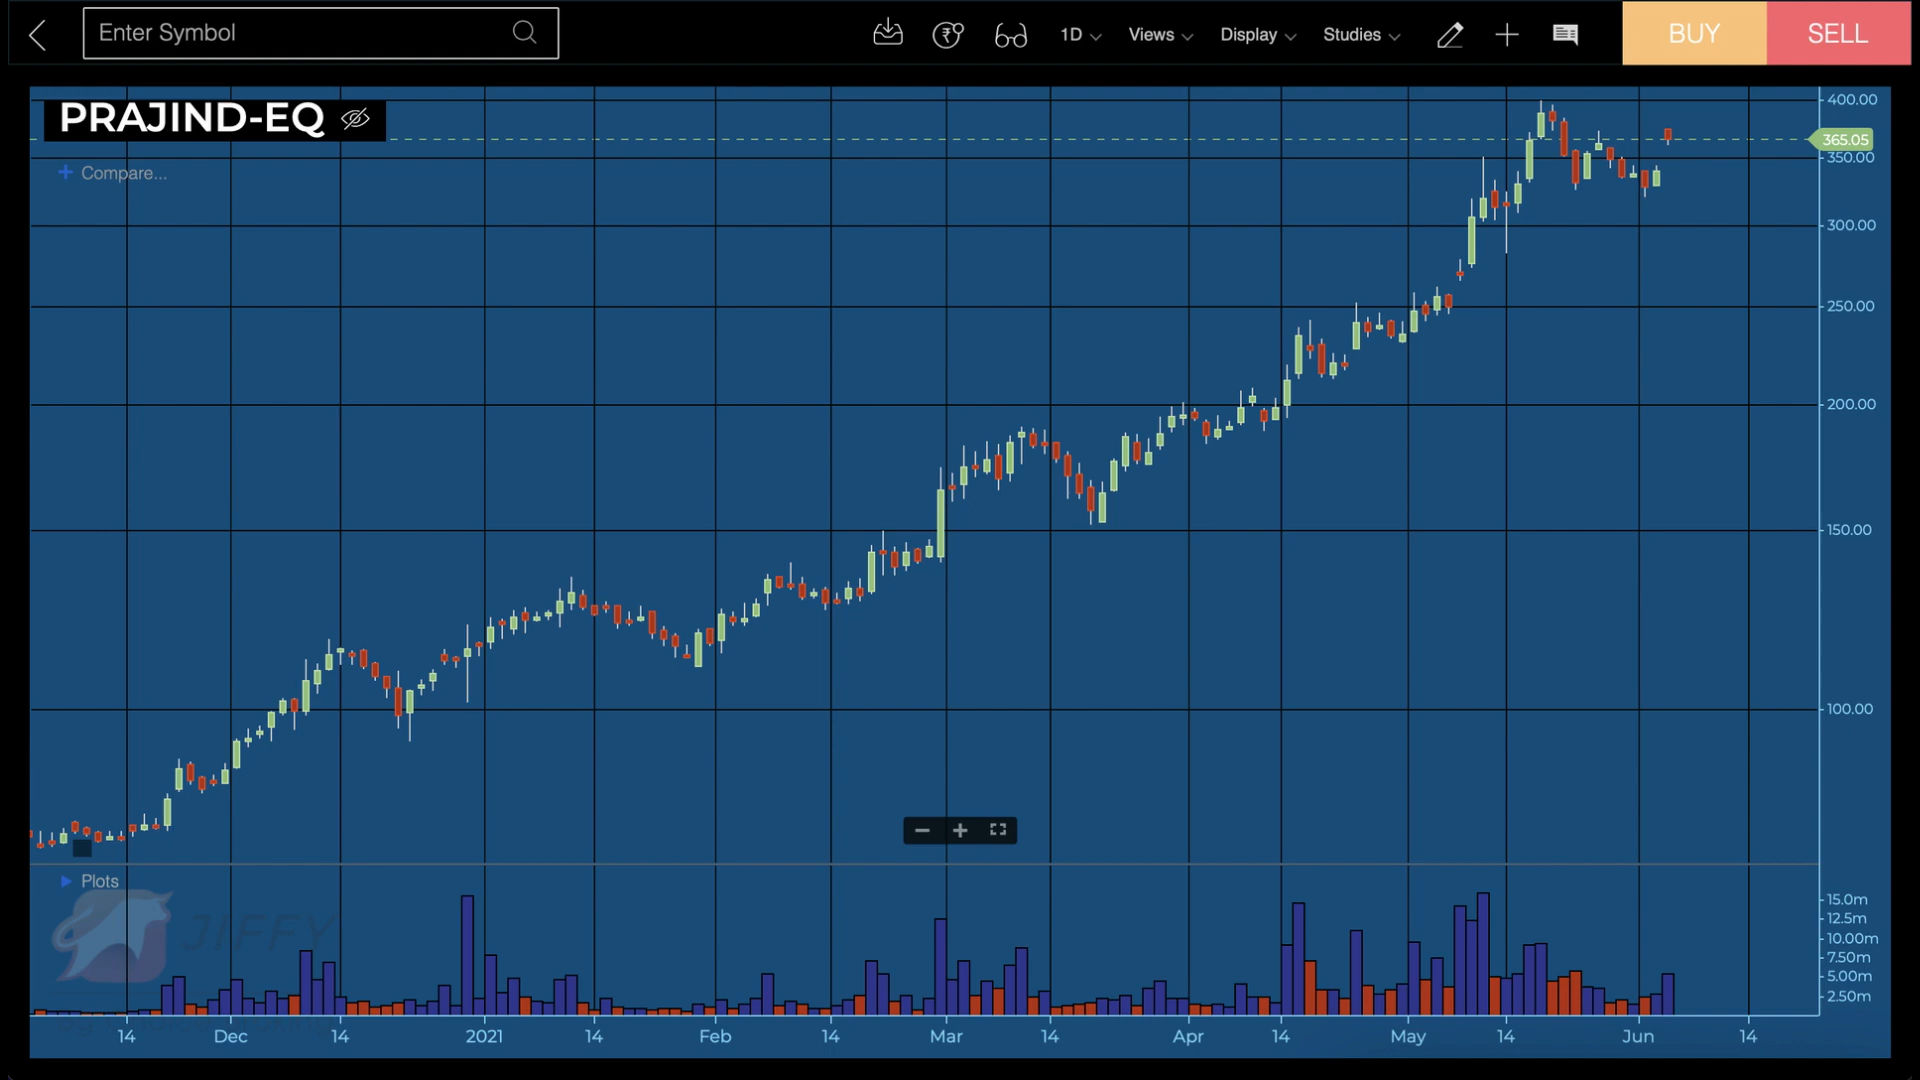 Enter Symbol
1D Views Display Studies BUY SELL
PRAJIND-EQ
Compare...
400.00
365.05
350.00
300.00
250.00
200.00
150.00
100.00
Plots
JIFFY
15.0m
12.5m
10.00m
7.50m
5.00m
2.50m
14 Dec 14 2021 14 Feb 14 Mar 14 Apr 14 May 14 Jun 14